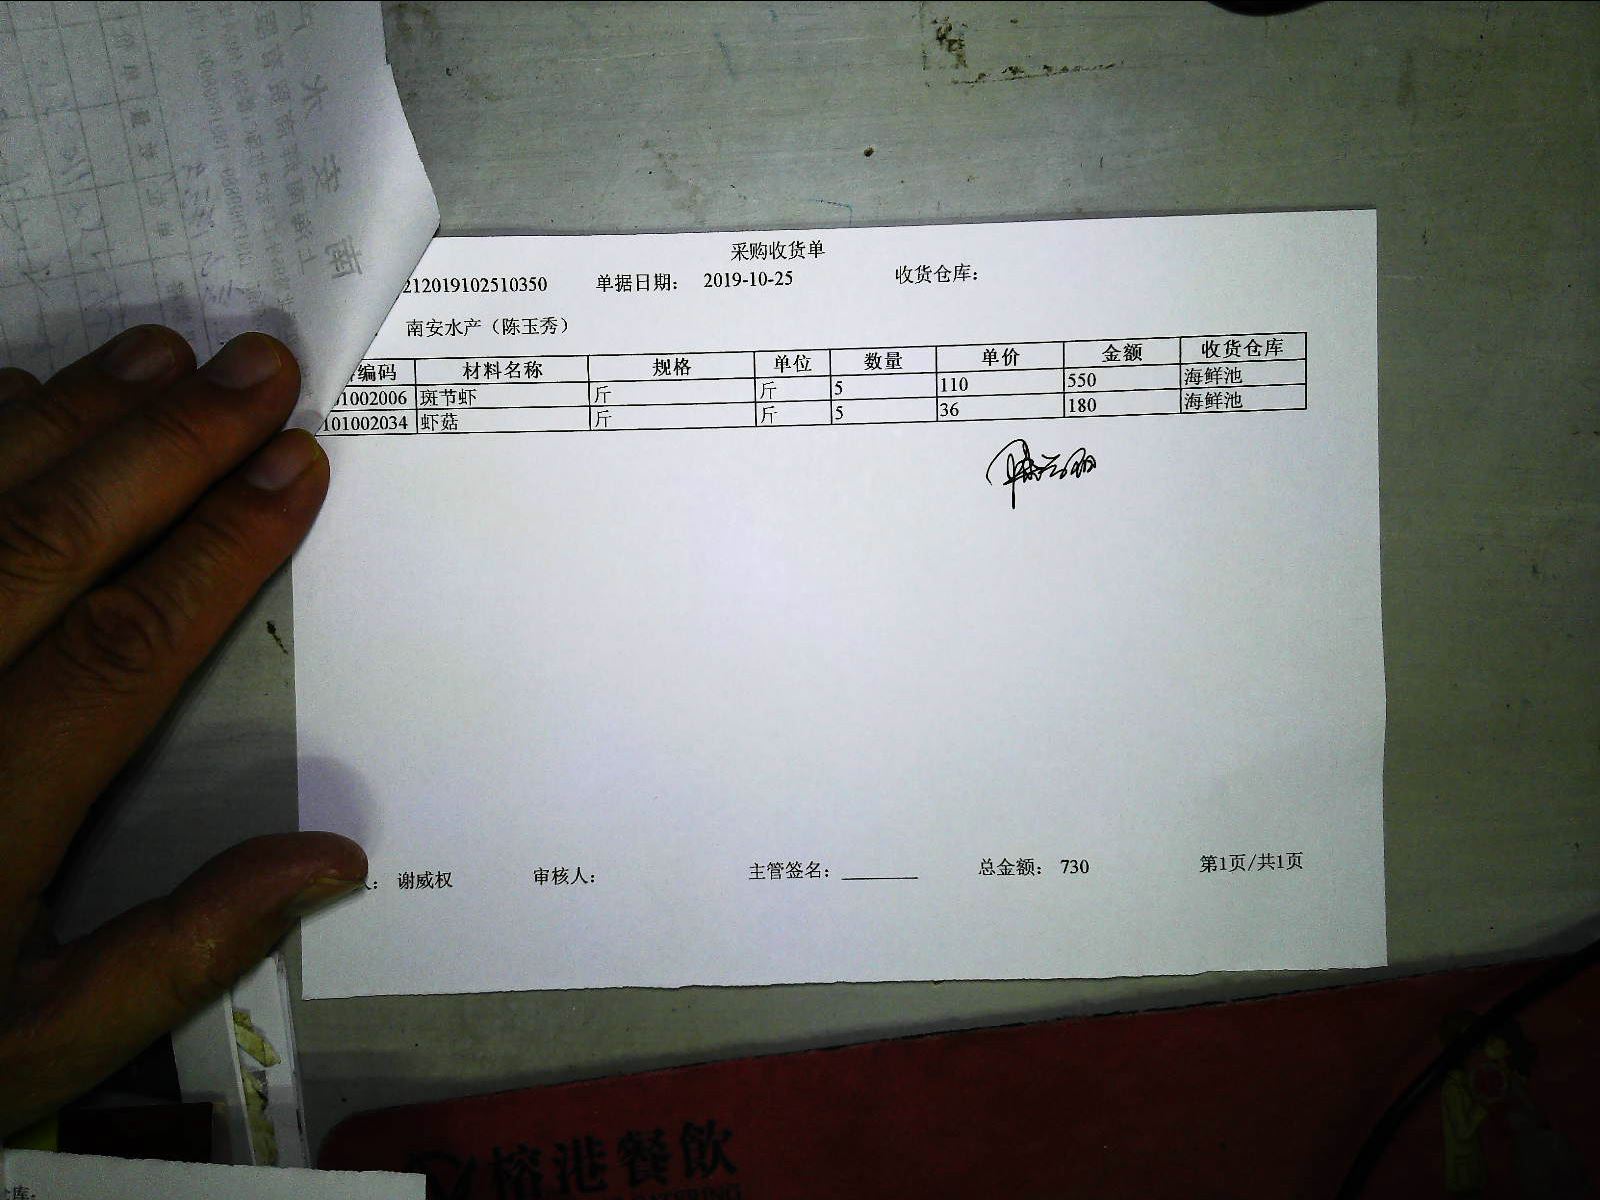 采购收货单
212019102510350 单据日期: 2019-10-25 收货仓库:
南安水产（陈玉秀）
编码 材料名称 规格 单位 数量 单价 金额 收货仓库
01002006 斑节虾 斤 斤 5 110 550 海鲜池
101002034 虾菇 斤 斤 5 36 180 海鲜池
人: 谢威权 审核人: 主管签名: 总金额: 730 第1页/共1页
榕港餐飲
仓库: